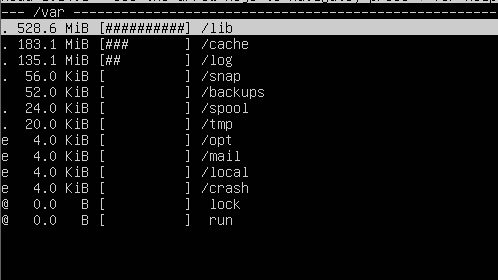 --- /var ----------------------------------------------------------
. 528.6 MiB [##########] /lib
. 183.1 MiB [###       ] /cache
. 135.1 MiB [##        ] /log
.  56.0 KiB [          ] /snap
   52.0 KiB [          ] /backups
.  24.0 KiB [          ] /spool
.  20.0 KiB [          ] /tmp
e   4.0 KiB [          ] /opt
e   4.0 KiB [          ] /mail
e   4.0 KiB [          ] /local
e   4.0 KiB [          ] /crash
@   0.0   B [          ]  lock
@   0.0   B [          ]  run